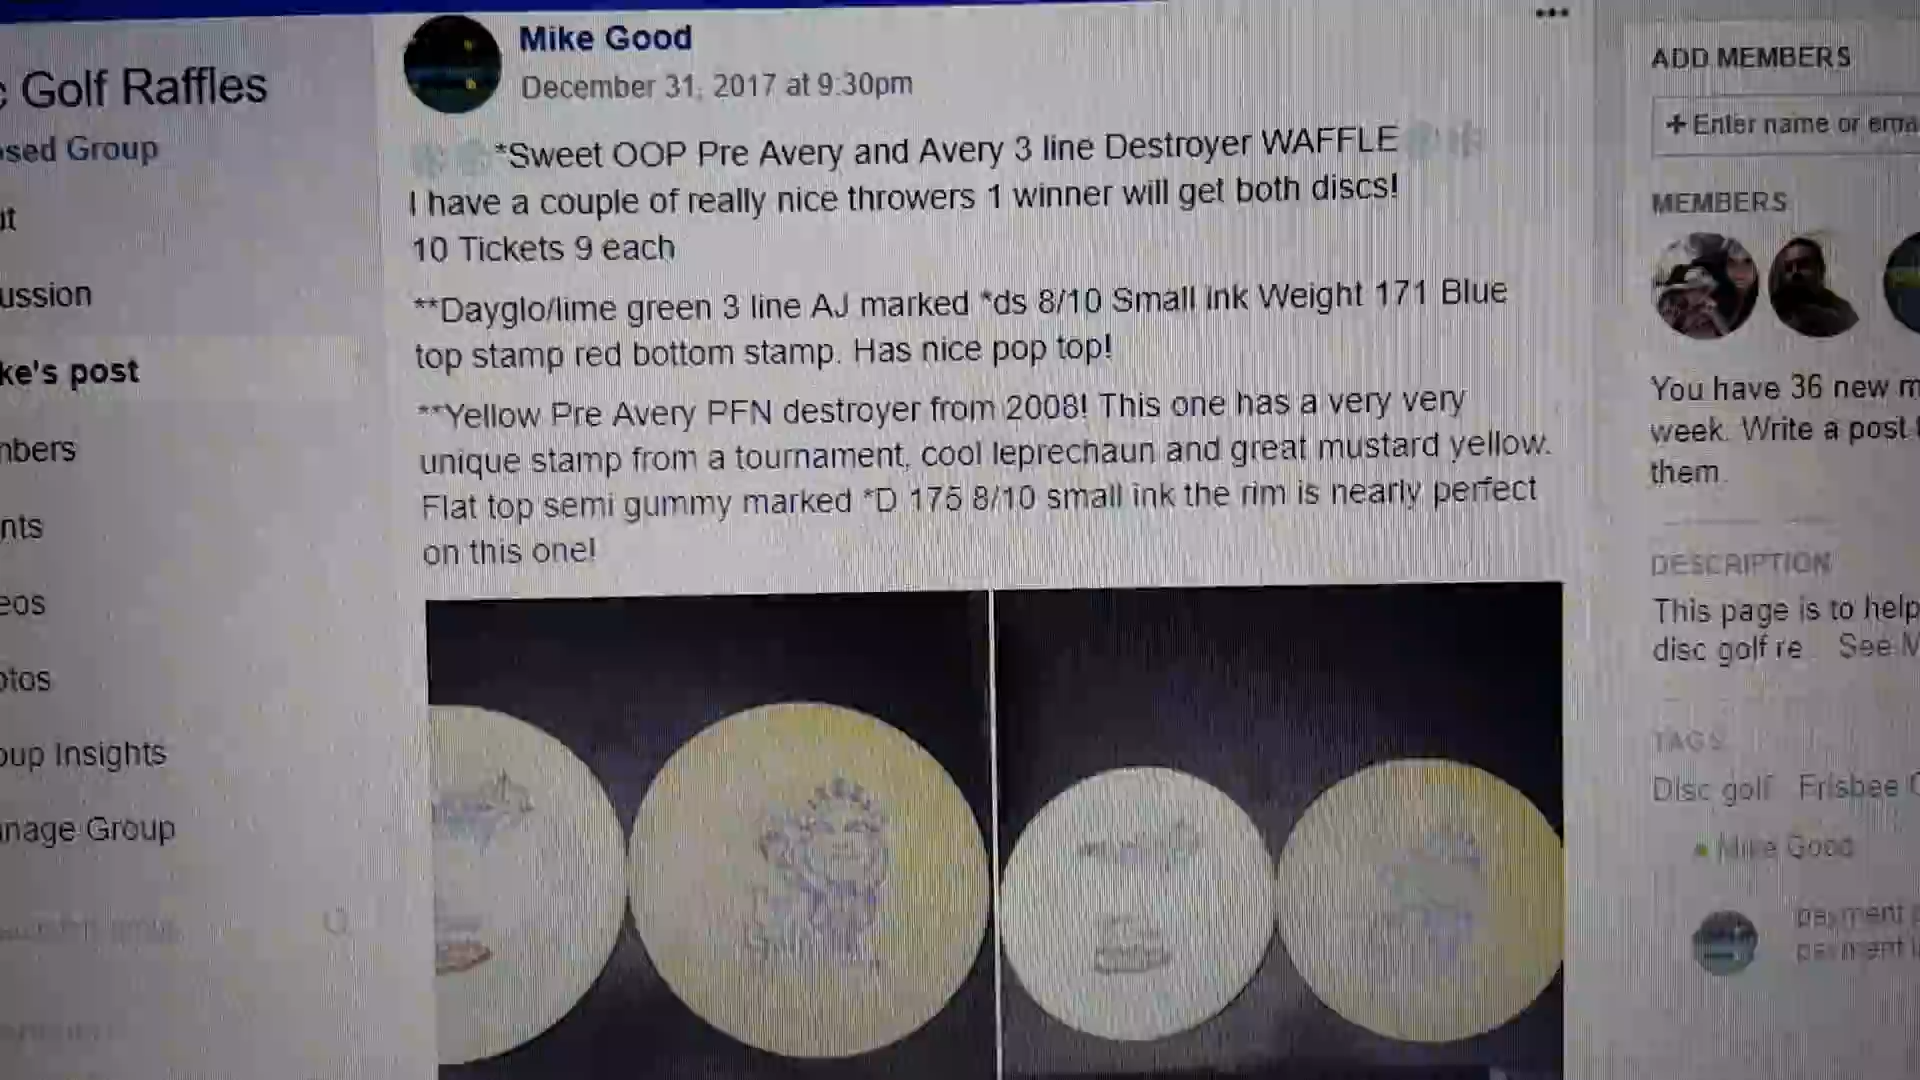 Golf Raffles
sed Group
ut
ussion
ke's post
nbers
nts
eos
otos
oup Insights
nage Group
Mike Good
December 31, 2017 at 9:30pm
*Sweet OOP Pre Avery and Avery 3 line Destroyer WAFFLE
I have a couple of really nice throwers 1 winner will get both discs!
10 Tickets 9 each
**Dayglo/lime green 3 line AJ marked *ds 8/10 Small ink Weight 171 Blue
top stamp red bottom stamp. Has nice pop top!
**Yellow Pre Avery PFN destroyer from 2008! This one has a very very
unique stamp from a tournament, cool leprechaun and great mustard yellow.
Flat top semi gummy marked *D 175 8/10 small ink the rim is nearly perfect
on this one!
ADD MEMBERS
+ Enter name or ema
MEMBERS
You have 36 new m
week. Write a post
them.
DESCRIPTION
This page is to help
disc golf re... See M
TAGS
Disc golf Frisbee
Mike Good
payment
payment